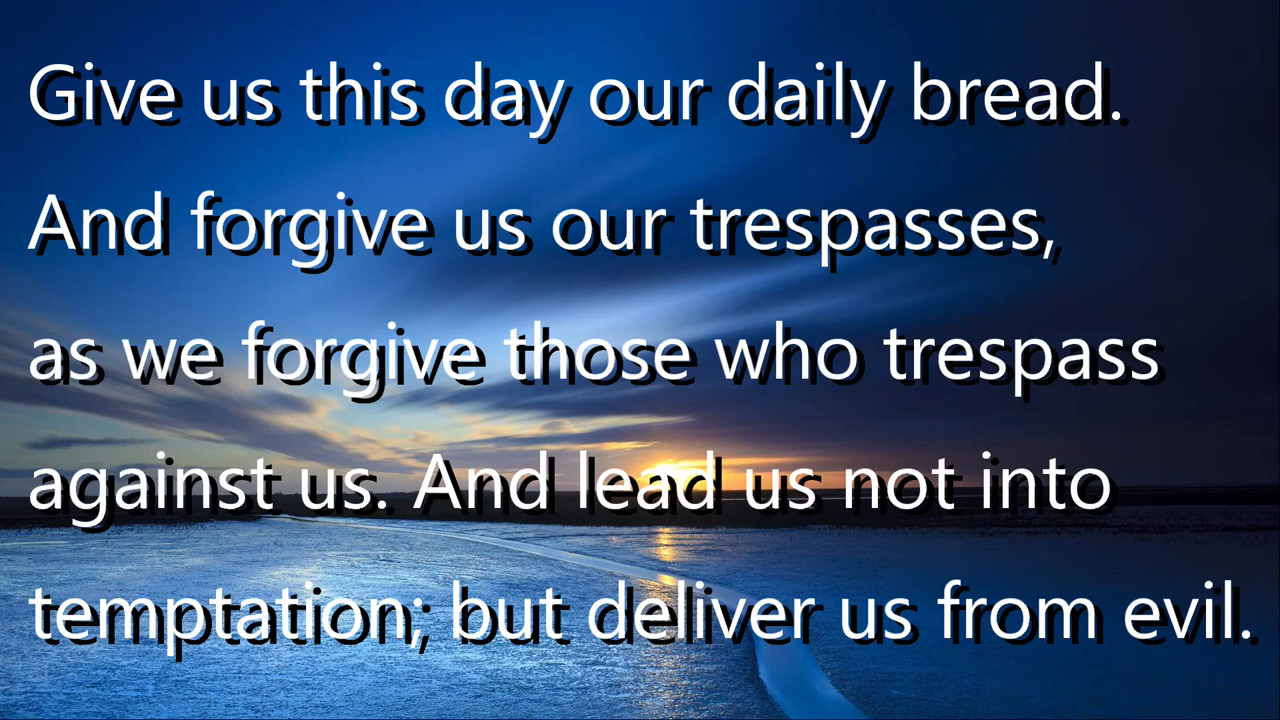 Give us this day our daily bread.
And forgive us our trespasses,
as we forgive those who trespass
against us. And lead us not into
temptation; but deliver us from evil.